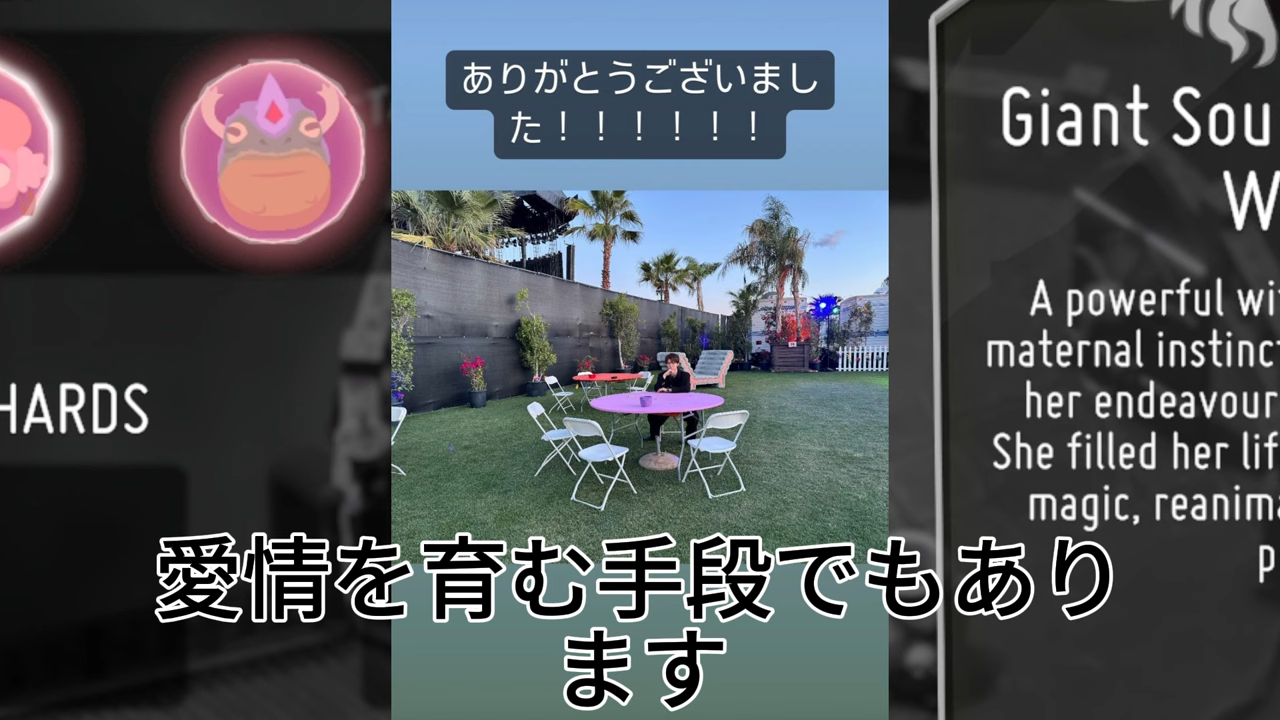 ありがとうございまし
た！！！！！！
HARDS
Giant Sou
W
A powerful wi
maternal instinct
her endeavour
She filled her lif
magic, reanima
p
愛情を育む手段でもあり
ます